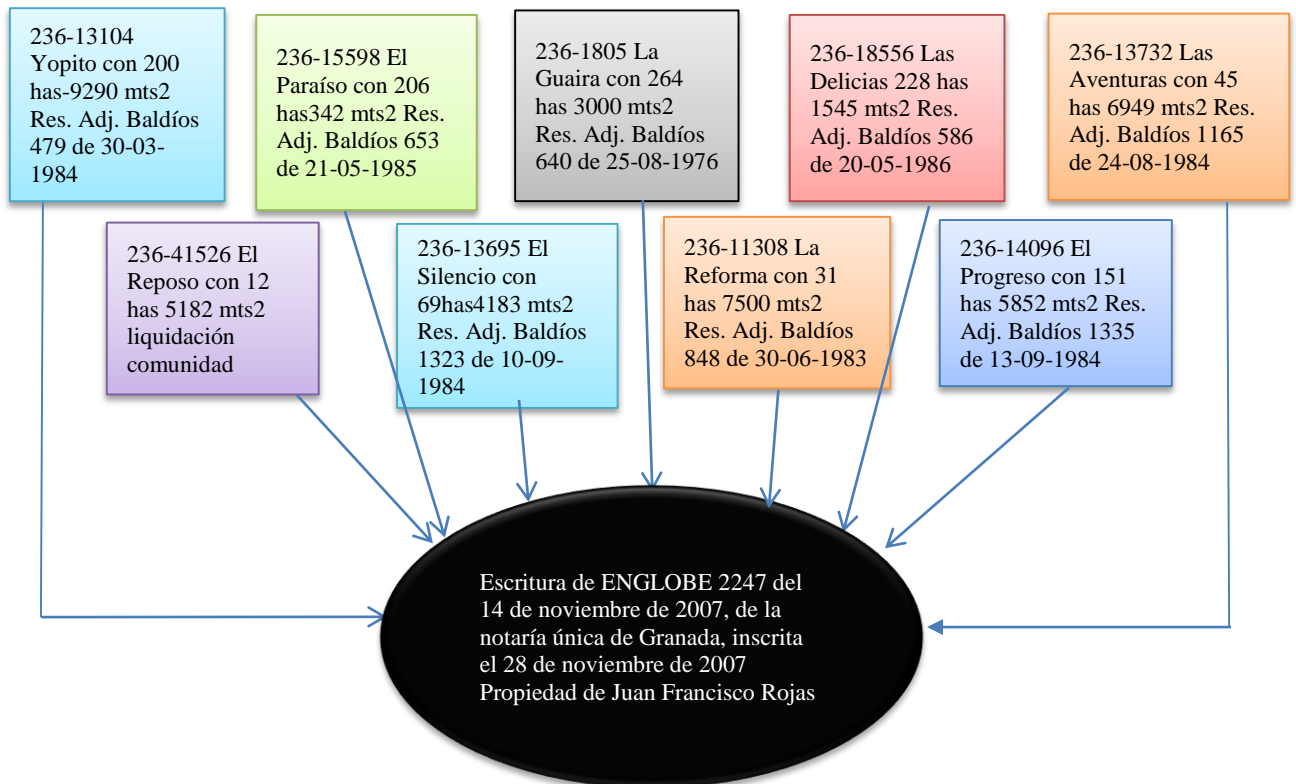 236-13104
Yopito con 200
has-9290 mts2
Res. Adj. Baldíos
479 de 30-03-
1984
236-15598 El
Paraíso con 206
has342 mts2 Res.
Adj. Baldíos 653
de 21-05-1985
236-1805 La
Guaira con 264
has 3000 mts2
Res. Adj. Baldíos
640 de 25-08-1976
236-18556 Las
Delicias 228 has
1545 mts2 Res.
Adj. Baldíos 586
de 20-05-1986
236-13732 Las
Aventuras con 45
has 6949 mts2 Res.
Adj. Baldíos 1165
de 24-08-1984
236-41526 El
Reposo con 12
has 5182 mts2
liquidación
comunidad
236-13695 El
Silencio con
69has4183 mts2
Res. Adj. Baldíos
1323 de 10-09-
1984
236-11308 La
Reforma con 31
has 7500 mts2
Res. Adj. Baldíos
848 de 30-06-1983
236-14096 El
Progreso con 151
has 5852 mts2 Res.
Adj. Baldíos 1335
de 13-09-1984
Escritura de ENGLOBE 2247 del
14 de noviembre de 2007, de la
notaría única de Granada, inscrita
el 28 de noviembre de 2007
Propiedad de Juan Francisco Rojas